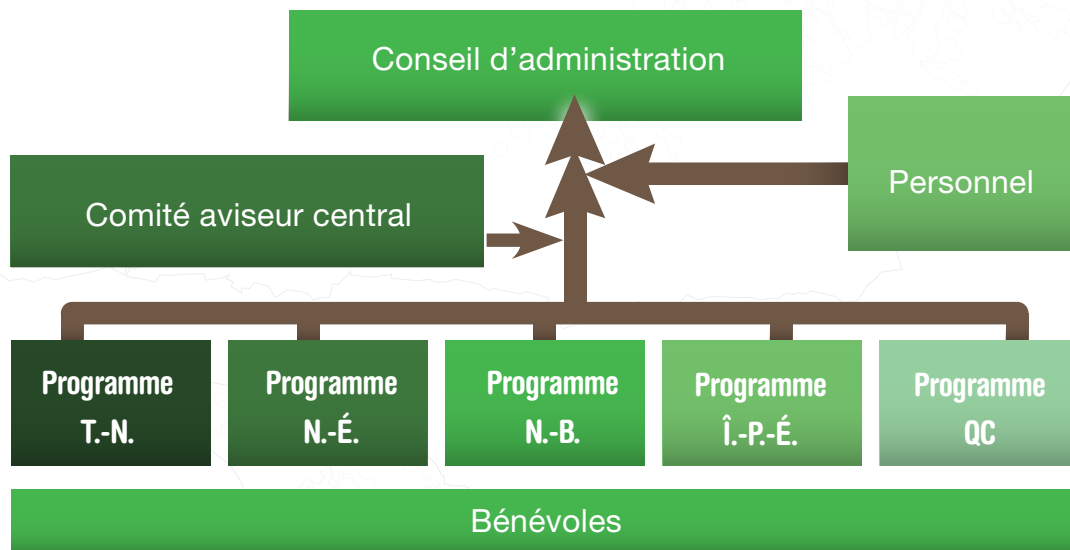 Conseil d'administration
Personnel
Comité aviseur central
Programme
T.-N.
Programme
N.-É.
Programme
N.-B.
Programme
Î.-P.-É.
Programme
QC
Bénévoles